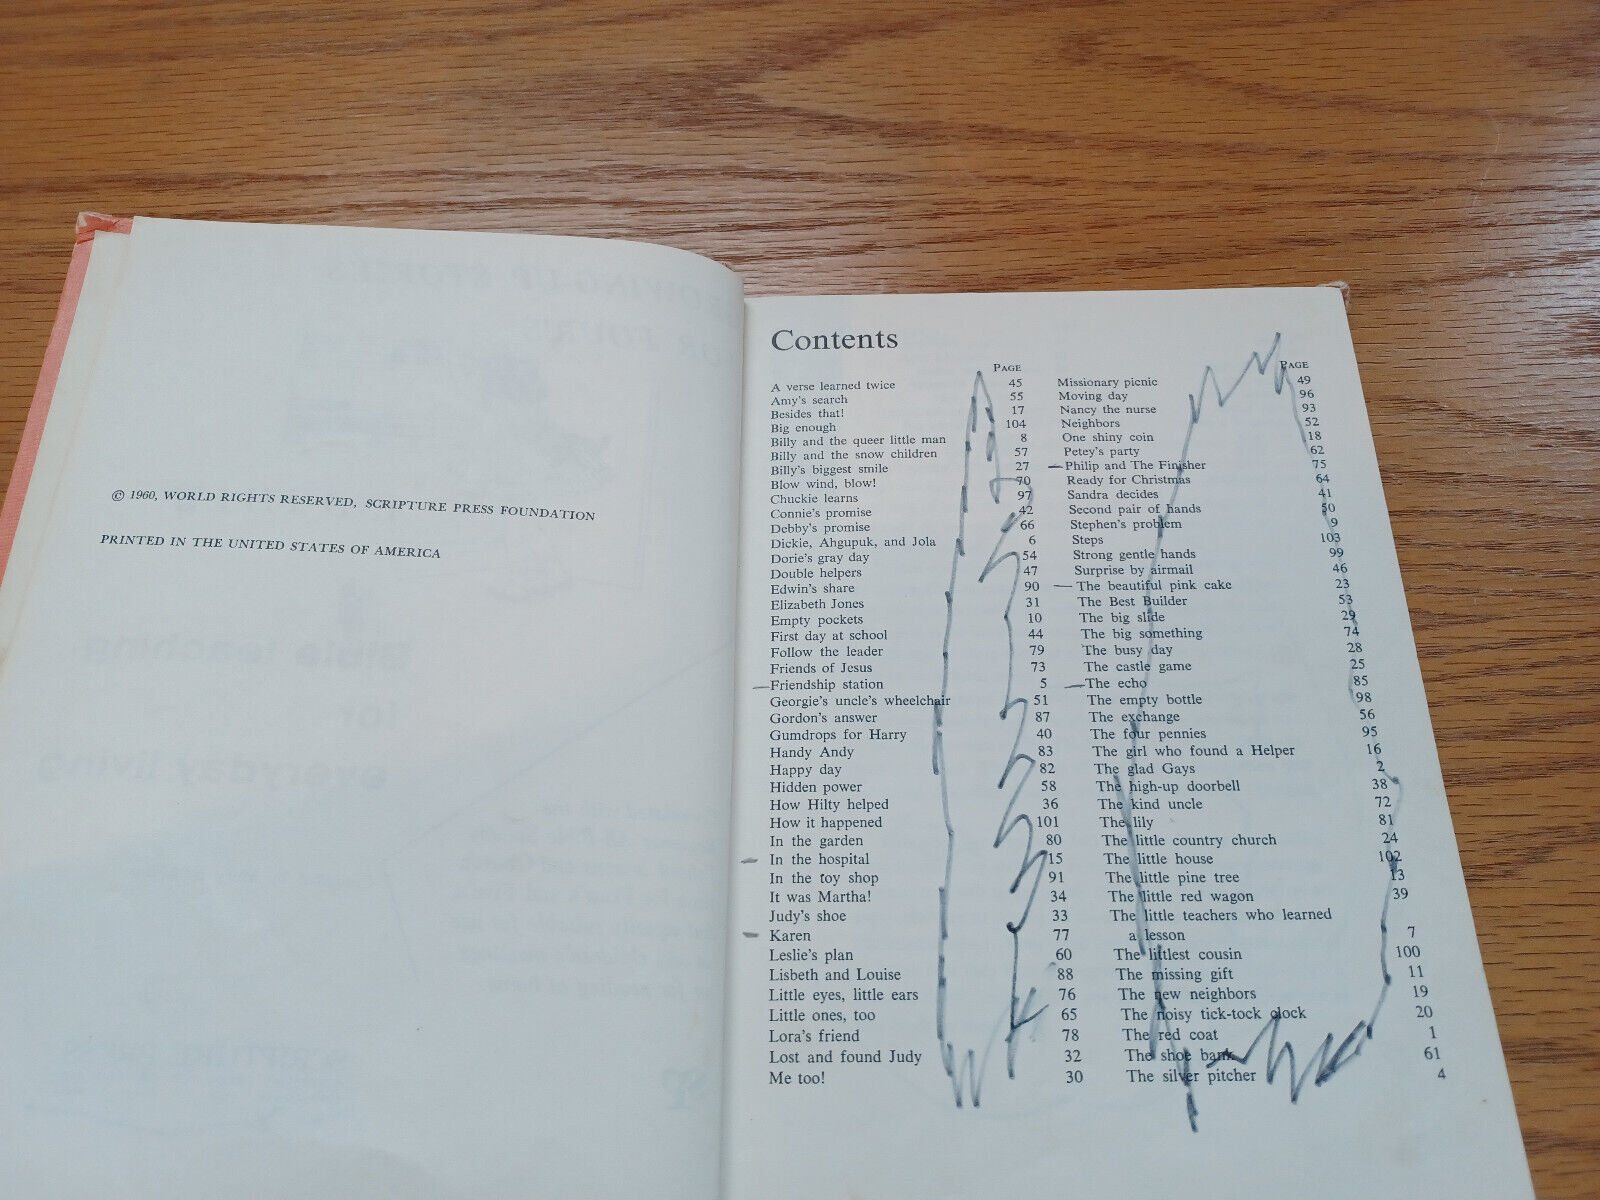 © 1960, WORLD RIGHTS RESERVED, SCRIPTURE PRESS FOUNDATION
PRINTED IN THE UNITED STATES OF AMERICA
Contents
PAGE
A verse learned twice 45
Amy's search 55
Besides that! 17
Big enough 104
Billy and the queer little man 8
Billy and the snow children 57
Billy's biggest smile 27
Blow wind, blow! 70
Chuckie learns 97
Connie's promise 42
Debby's promise 66
Dickie, Ahgupuk, and Jola 6
Dorie's gray day 54
Double helpers 47
Edwin's share 90
Elizabeth Jones 31
Empty pockets 10
First day at school 44
Follow the leader 79
Friends of Jesus 73
Friendship station 5
Georgie's uncle's wheelchair 51
Gordon's answer 87
Gumdrops for Harry 40
Handy Andy 83
Happy day 82
Hidden power 58
How Hilty helped 36
How it happened 101
In the garden 80
In the hospital 15
In the toy shop 91
It was Martha! 34
Judy's shoe 33
Karen 77
Leslie's plan 60
Lisbeth and Louise 88
Little eyes, little ears 76
Little ones, too 65
Lora's friend 78
Lost and found Judy 32
Me too! 30
PAGE
Missionary picnic 49
Moving day 96
Nancy the nurse 93
Neighbors 52
One shiny coin 18
Petey's party 62
Philip and The Finisher 75
Ready for Christmas 64
Sandra decides 41
Second pair of hands 50
Stephen's problem 9
Steps 103
Strong gentle hands 99
Surprise by airmail 46
The beautiful pink cake 23
The Best Builder 53
The big slide 29
The big something 74
The busy day 28
The castle game 25
The echo 85
The empty bottle 98
The exchange 56
The four pennies 95
The girl who found a Helper 16
The glad Gays 2
The high-up doorbell 38
The kind uncle 72
The lily 81
The little country church 24
The little house 102
The little pine tree 13
The little red wagon 39
The little teachers who learned
a lesson 7
The littlest cousin 100
The missing gift 11
The new neighbors 19
The noisy tick-tock clock 20
The red coat 1
The shoe bank 61
The silver pitcher 4